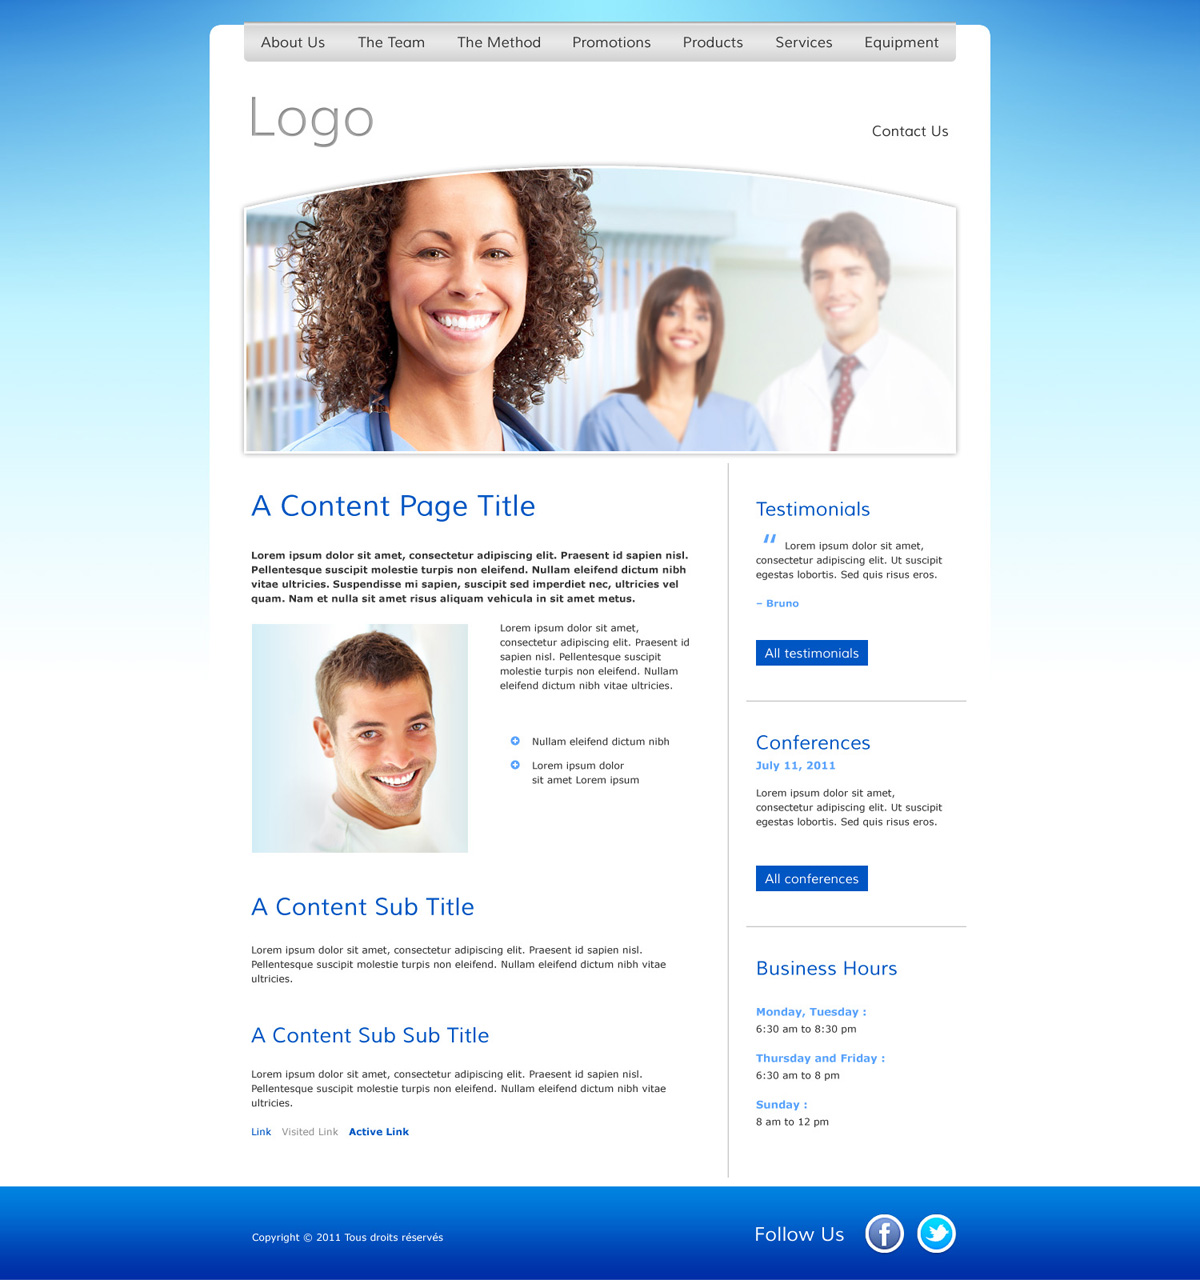 About Us The Team The Method Promotions Products Services Equipment
Logo
Contact Us
A Content Page Title
Lorem ipsum dolor sit amet, consectetur adipiscing elit. Praesent id sapien nisl.
Pellentesque suscipit molestie turpis non eleifend. Nullam eleifend dictum nibh
vitae ultricies. Suspendisse mi sapien, suscipit sed imperdiet nec, ultricies vel
quam. Nam et nulla sit amet risus aliquam vehicula in sit amet metus.
Lorem ipsum dolor sit amet,
consectetur adipiscing elit. Praesent id
sapien nisl. Pellentesque suscipit
molestie turpis non eleifend. Nullam
eleifend dictum nibh vitae ultricies.
Nullam eleifend dictum nibh
Lorem ipsum dolor
sit amet Lorem ipsum
A Content Sub Title
Lorem ipsum dolor sit amet, consectetur adipiscing elit. Praesent id sapien nisl.
Pellentesque suscipit molestie turpis non eleifend. Nullam eleifend dictum nibh vitae
ultricies.
A Content Sub Sub Title
Lorem ipsum dolor sit amet, consectetur adipiscing elit. Praesent id sapien nisl.
Pellentesque suscipit molestie turpis non eleifend. Nullam eleifend dictum nibh vitae
ultricies.
Link Visited Link Active Link
Testimonials
“ Lorem ipsum dolor sit amet,
consectetur adipiscing elit. Ut suscipit
egestas lobortis. Sed quis risus eros.
– Bruno
All testimonials
Conferences
July 11, 2011
Lorem ipsum dolor sit amet,
consectetur adipiscing elit. Ut suscipit
egestas lobortis. Sed quis risus eros.
All conferences
Business Hours
Monday, Tuesday :
6:30 am to 8:30 pm
Thursday and Friday :
6:30 am to 8 pm
Sunday :
8 am to 12 pm
Copyright © 2011 Tous droits réservés
Follow Us f